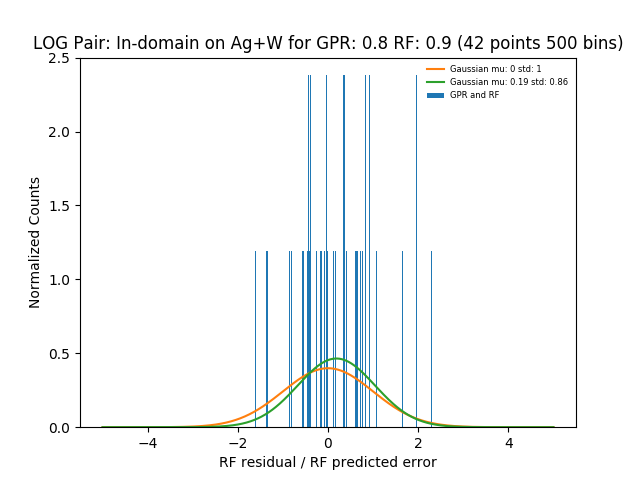 LOG Pair: In-domain on Ag+W for GPR: 0.8 RF: 0.9 (42 points 500 bins)
Gaussian mu: 0 std: 1
Gaussian mu: 0.19 std: 0.86
GPR and RF
Normalized Counts
2.5
2.0
1.5
1.0
0.5
0.0
−4 −2 0 2 4
RF residual / RF predicted error